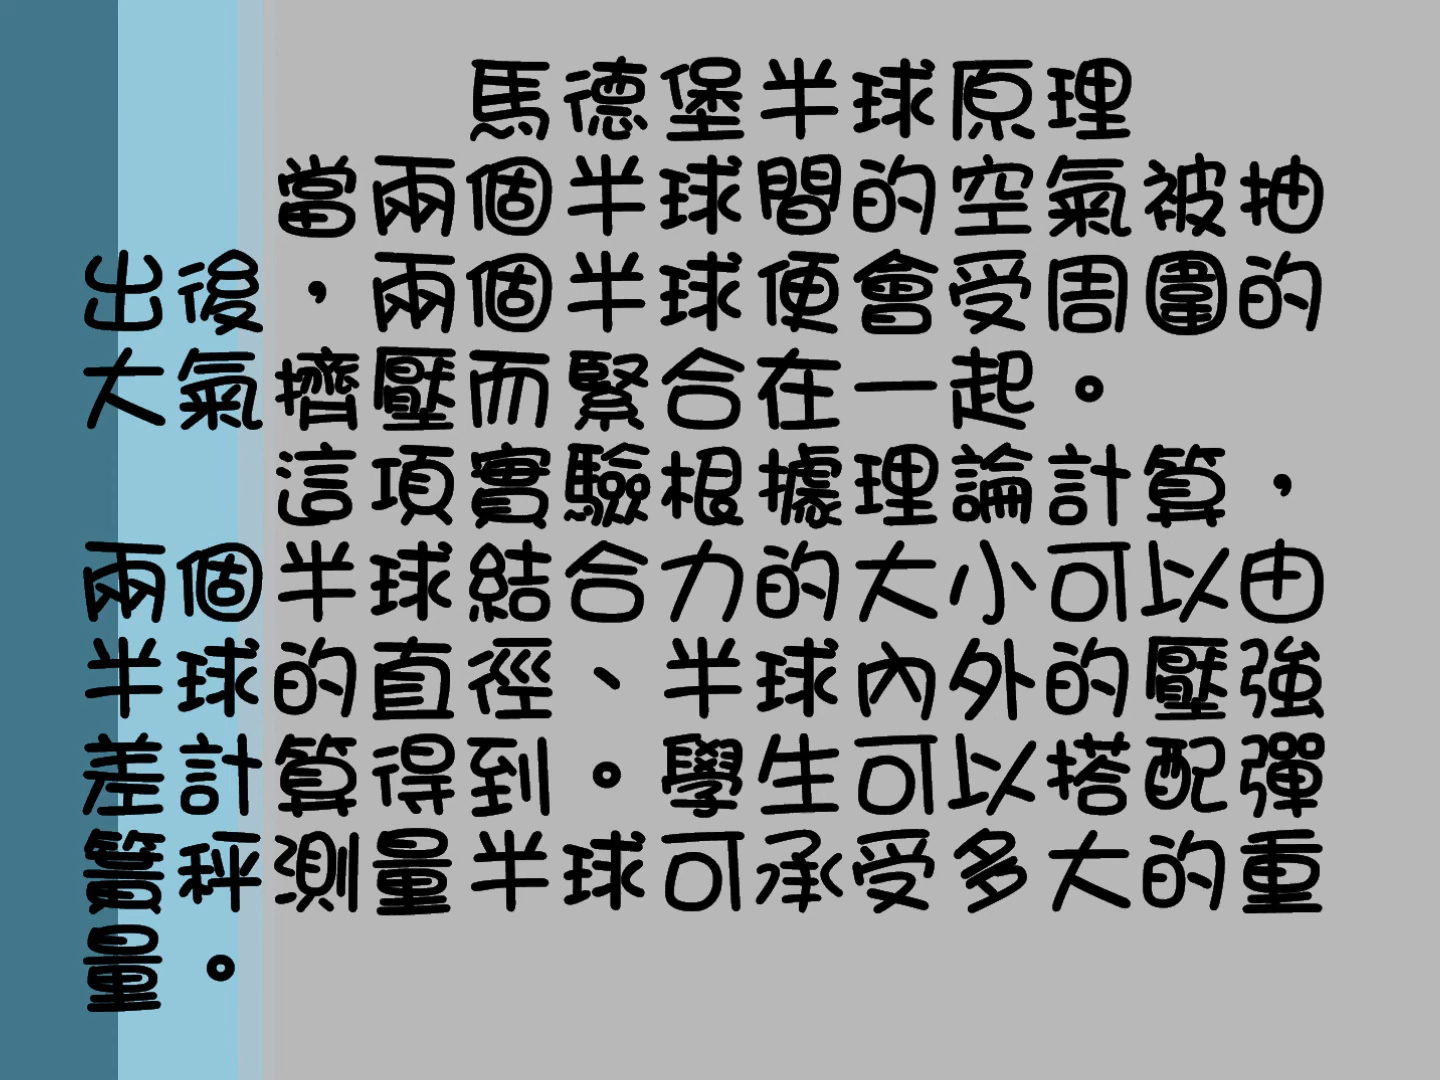 馬德堡半球原理
當兩個半球間的空氣被抽
出後，兩個半球便會受周圍的
大氣擠壓而緊合在一起。
這項實驗根據理論計算，
兩個半球結合力的大小可以由
半球的直徑、半球內外的壓強
差計算得到。學生可以搭配彈
簧秤測量半球可承受多大的重
量。